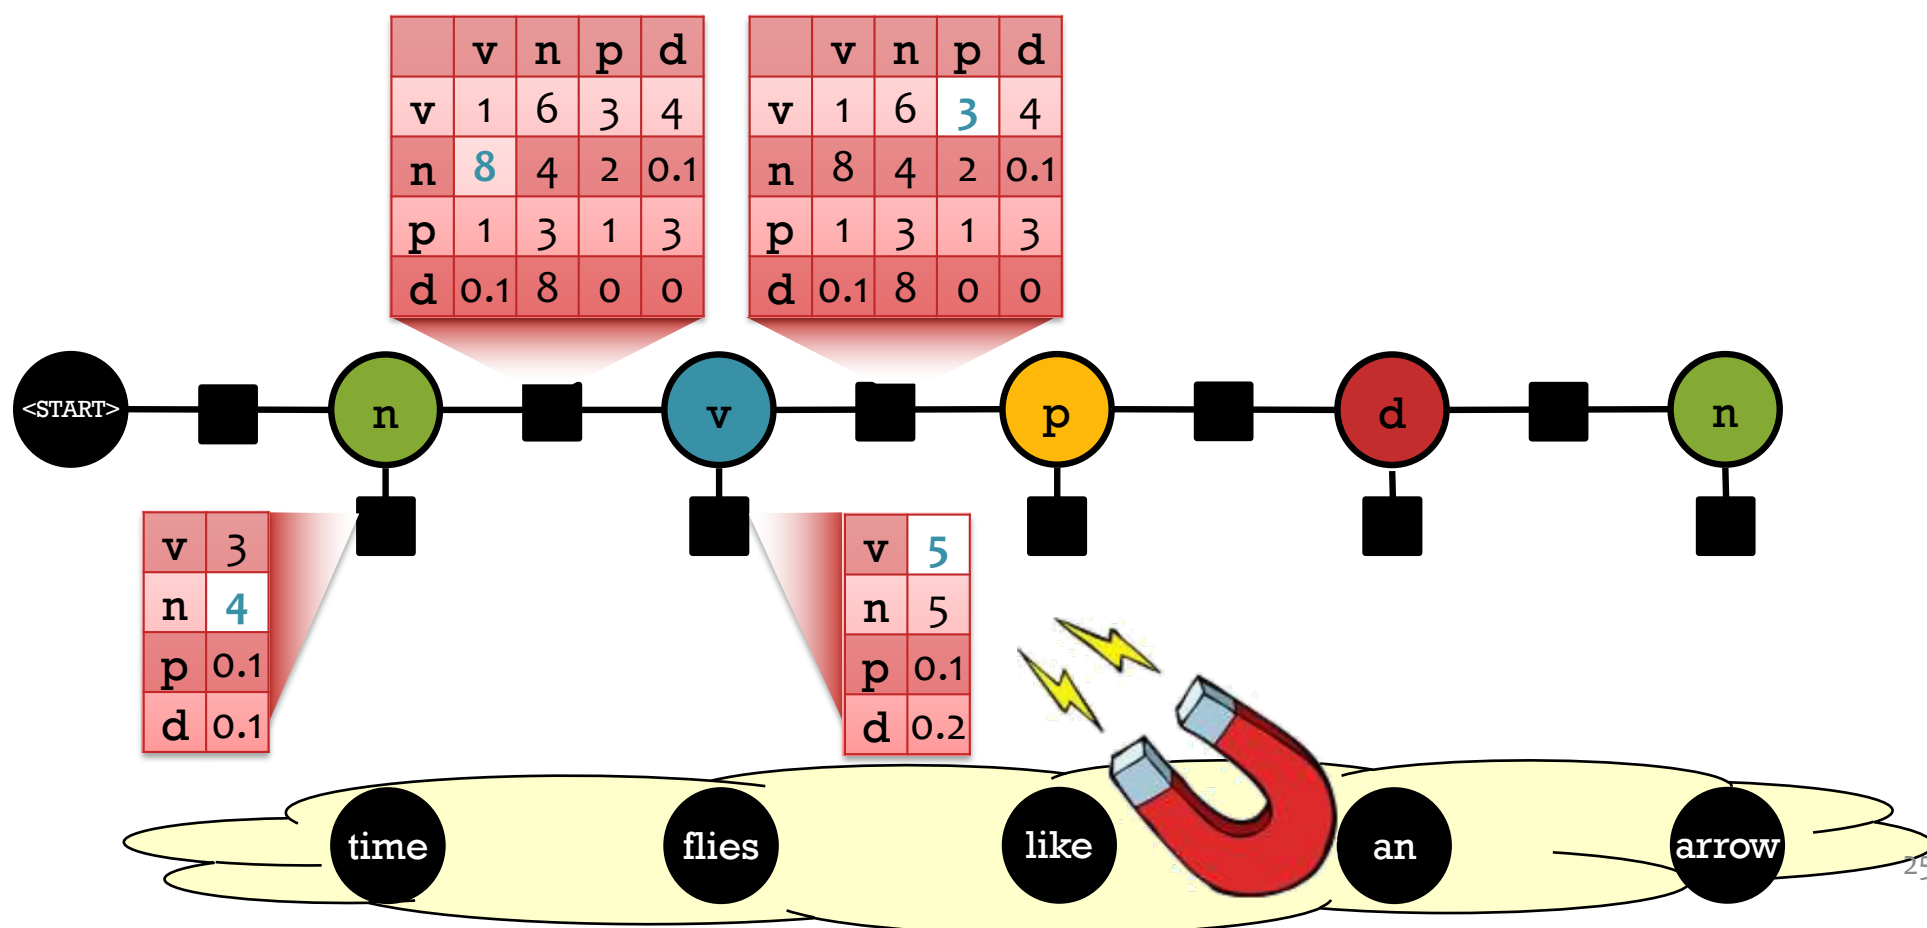 v n p d
v 1 6 3 4
n 8 4 2 0.1
p 1 3 1 3
d 0.1 8 0 0
v n p d
v 1 6 3 4
n 8 4 2 0.1
p 1 3 1 3
d 0.1 8 0 0
<START> n v p d n
v 3
n 4
p 0.1
d 0.1
v 5
n 5
p 0.1
d 0.2
time flies like an arrow
25